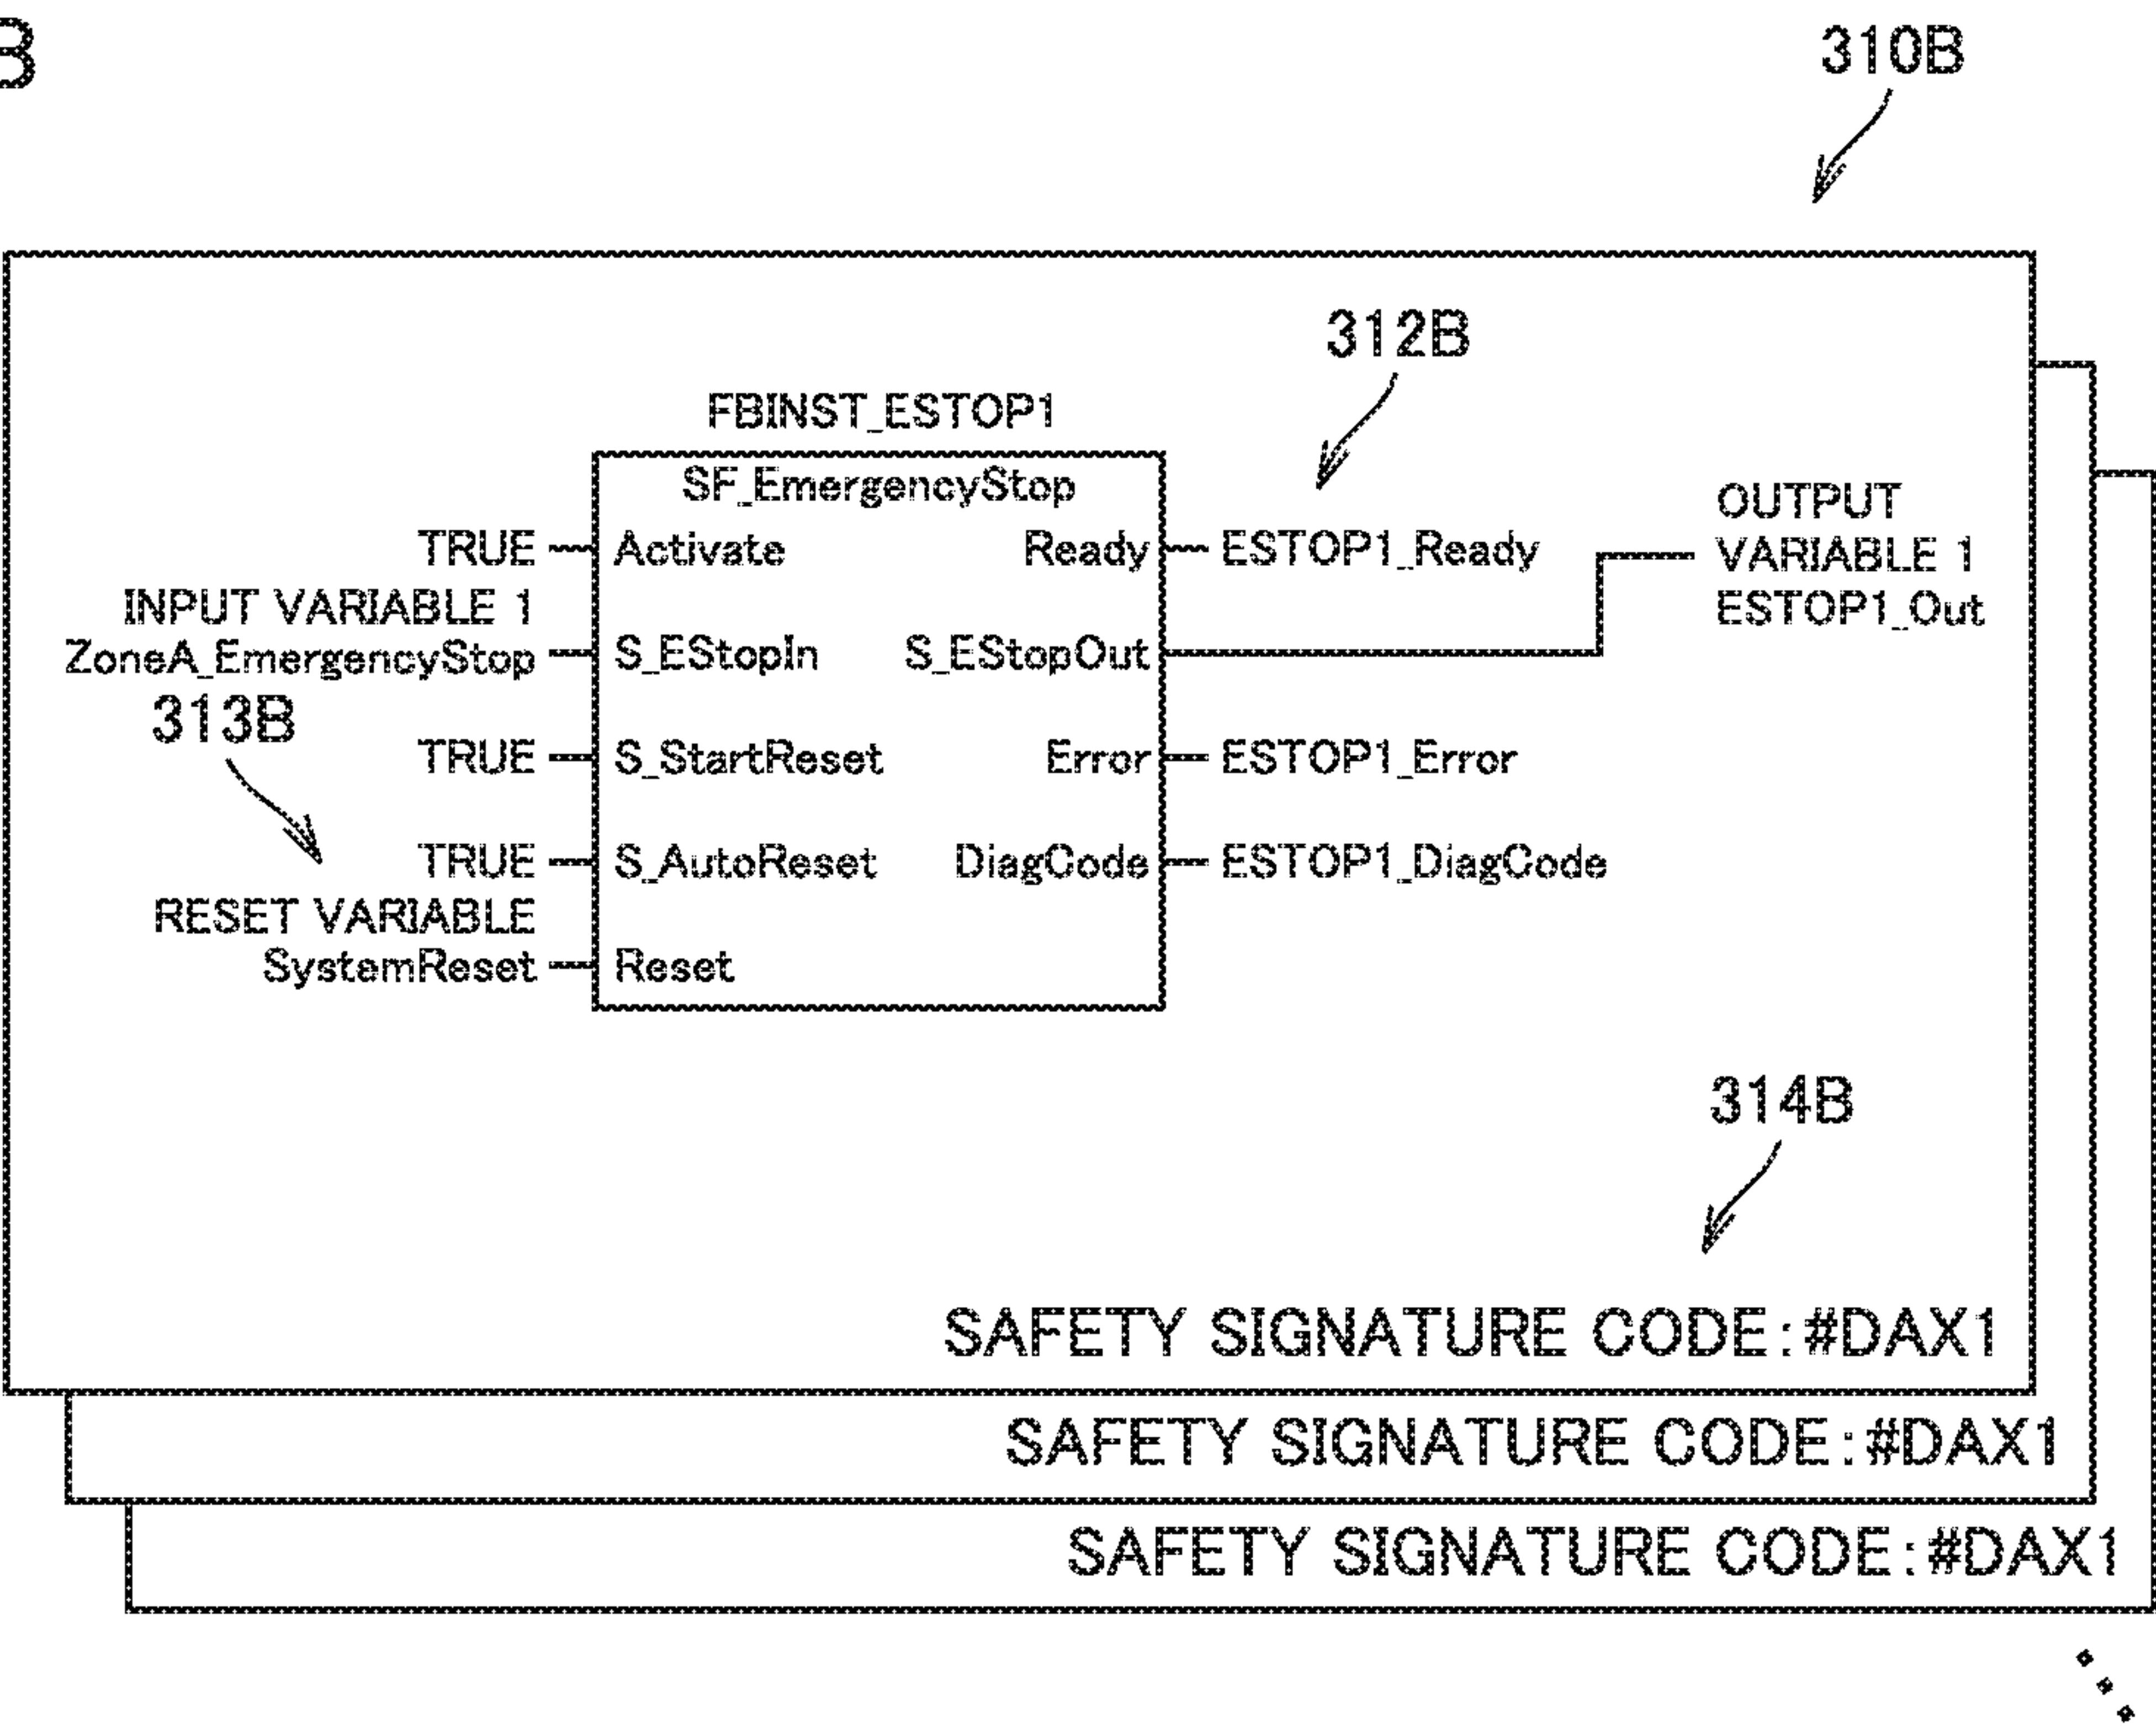 B
310B
312B
FBINST_ESTOP1
SF_EmergencyStop
TRUE Activate Ready ESTOP1_Ready
OUTPUT
VARIABLE 1
ESTOP1_Out
INPUT VARIABLE 1
ZoneA_EmergencyStop S_EStopIn S_EStopOut
313B
TRUE S_StartReset Error ESTOP1_Error
TRUE S_AutoReset DiagCode ESTOP1_DiagCode
RESET VARIABLE
SystemReset Reset
314B
SAFETY SIGNATURE CODE:#DAX1
SAFETY SIGNATURE CODE:#DAX1
SAFETY SIGNATURE CODE:#DAX1